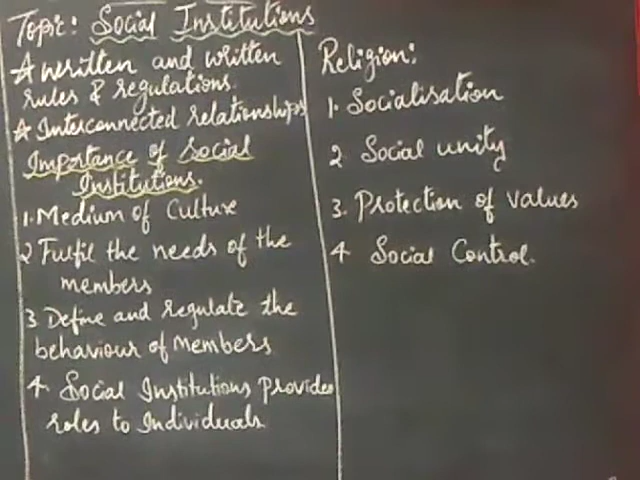 Topic: Social Institutions
☆ written and written
rules & regulations.
☆ Interconnected relationships
Importance of Social
Institutions.
1. Medium of Culture
2 Fulfil the needs of the
members
3 Define and regulate the
behaviour of members
4 Social Institutions provides
roles to Individuals
Religion:
1. Socialisation
2 Social unity
3. Protection of values
4 Social Control.